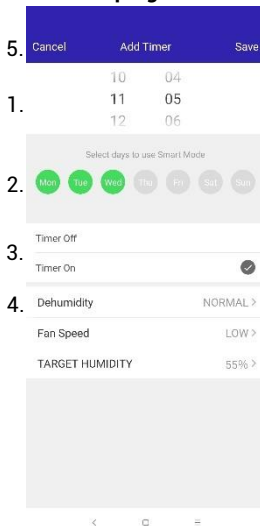 5. Cancel Add Timer Save
10 04
1. 11 05
12 06
Select days to use Smart Mode
2. Mon Tue Wed Thu Fri Sat Sun
Timer Off
3.
Timer On
4. Dehumidity NORMAL >
Fan Speed LOW >
TARGET HUMIDITY 55% >